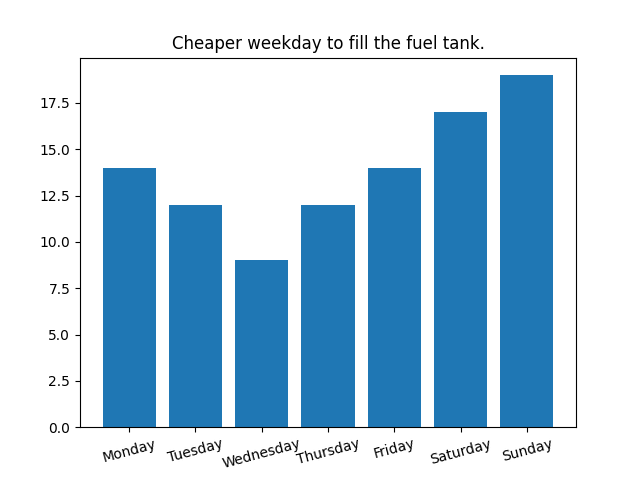 Cheaper weekday to fill the fuel tank.
17.5
15.0
12.5
10.0
7.5
5.0
2.5
0.0
Monday
Tuesday
Wednesday
Thursday
Friday
Saturday
Sunday